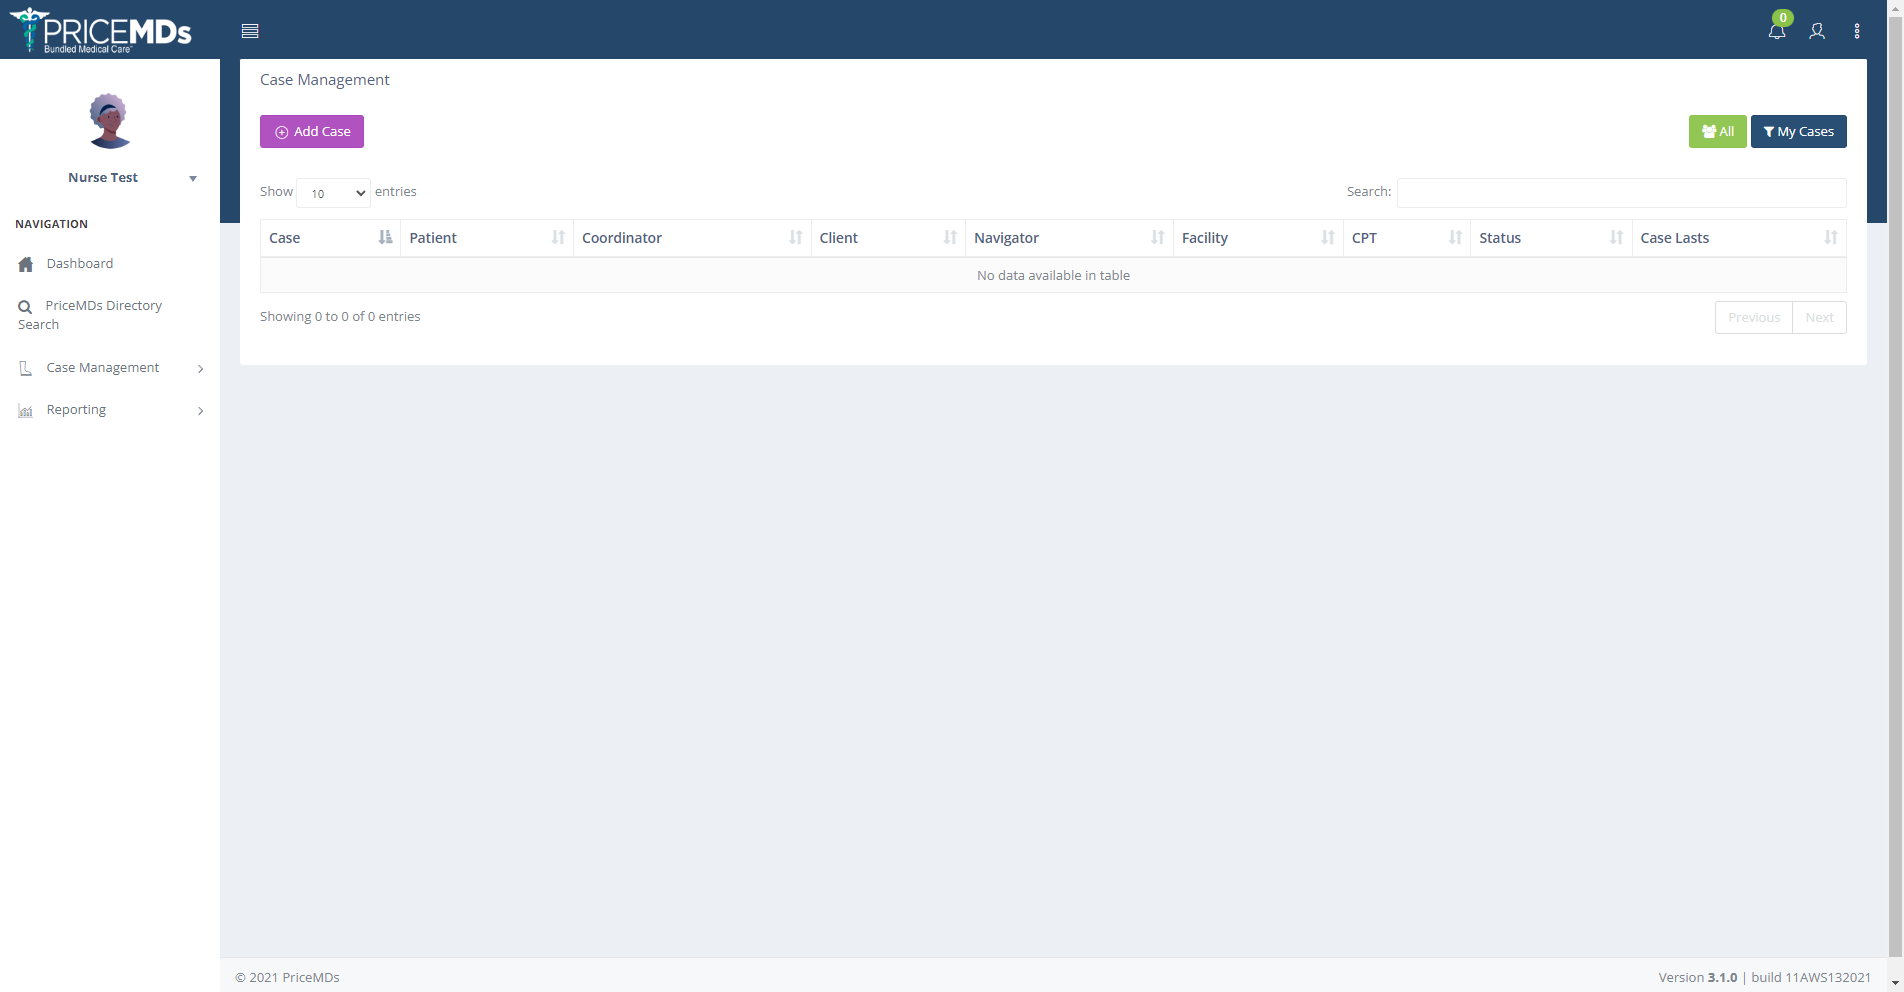 PRICEMDs
Bundled Medical Care™
0
Nurse Test
NAVIGATION
Dashboard
PriceMDs Directory
Search
Case Management
Reporting
Case Management
Add Case
All My Cases
Show 10 entries Search:
Case Patient Coordinator Client Navigator Facility CPT Status Case Lasts
No data available in table
Showing 0 to 0 of 0 entries
Previous Next
© 2021 PriceMDs
Version 3.1.0 | build 11AWS132021